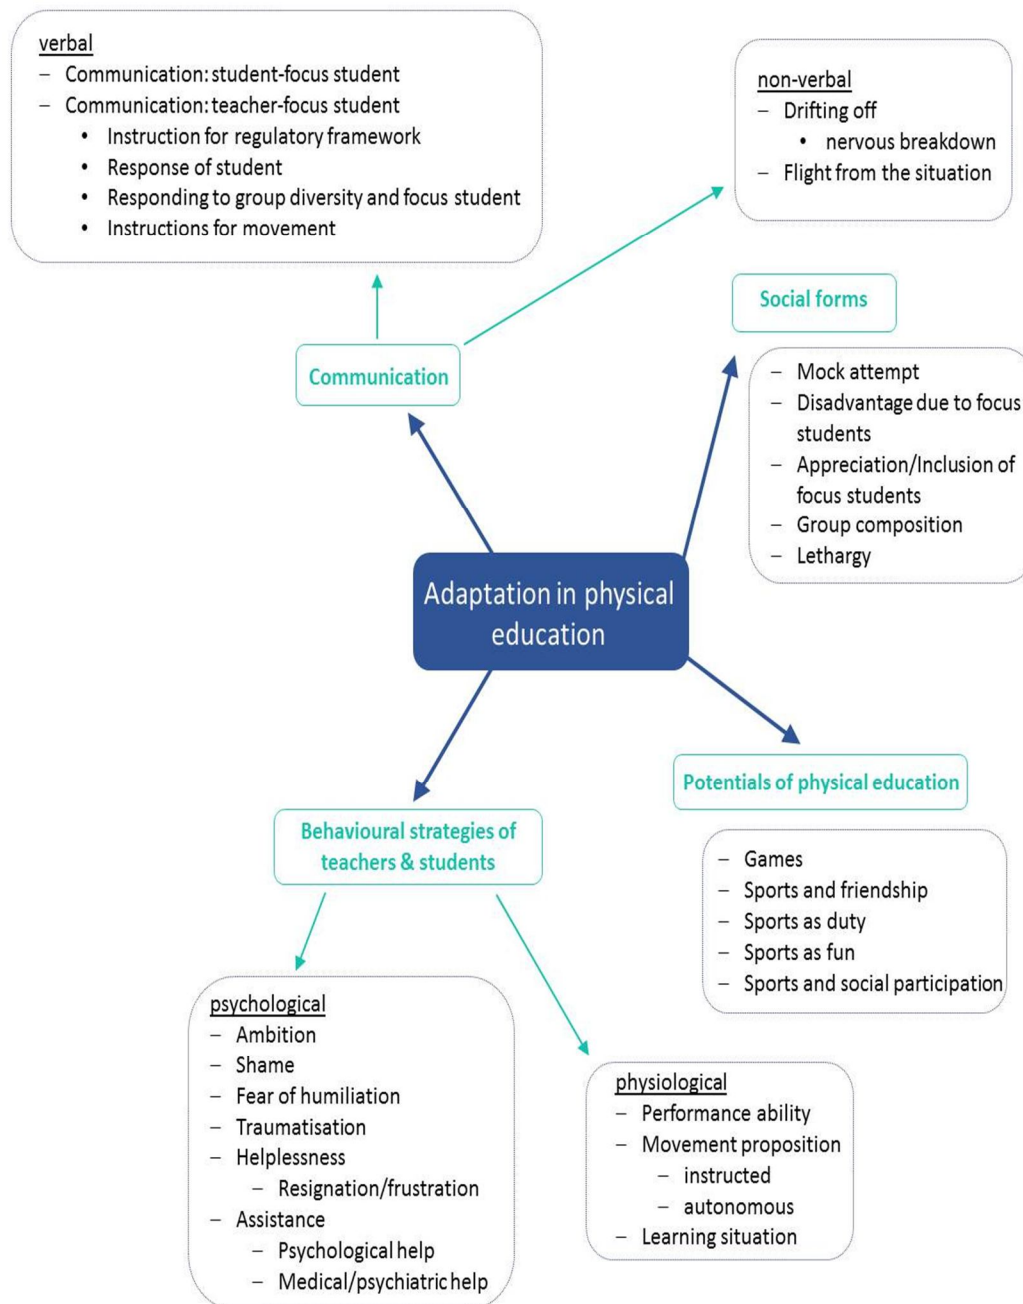 verbal
– Communication: student-focus student
– Communication: teacher-focus student
• Instruction for regulatory framework
• Response of student
• Responding to group diversity and focus student
• Instructions for movement
non-verbal
– Drifting off
• nervous breakdown
– Flight from the situation
Social forms
Communication
– Mock attempt
– Disadvantage due to focus
students
– Appreciation/Inclusion of
focus students
– Group composition
– Lethargy
Adaptation in physical
education
Potentials of physical education
Behavioural strategies of
teachers & students
– Games
– Sports and friendship
– Sports as duty
– Sports as fun
– Sports and social participation
psychological
– Ambition
– Shame
– Fear of humiliation
– Traumatisation
– Helplessness
– Resignation/frustration
– Assistance
– Psychological help
– Medical/psychiatric help
physiological
– Performance ability
– Movement proposition
– instructed
– autonomous
– Learning situation